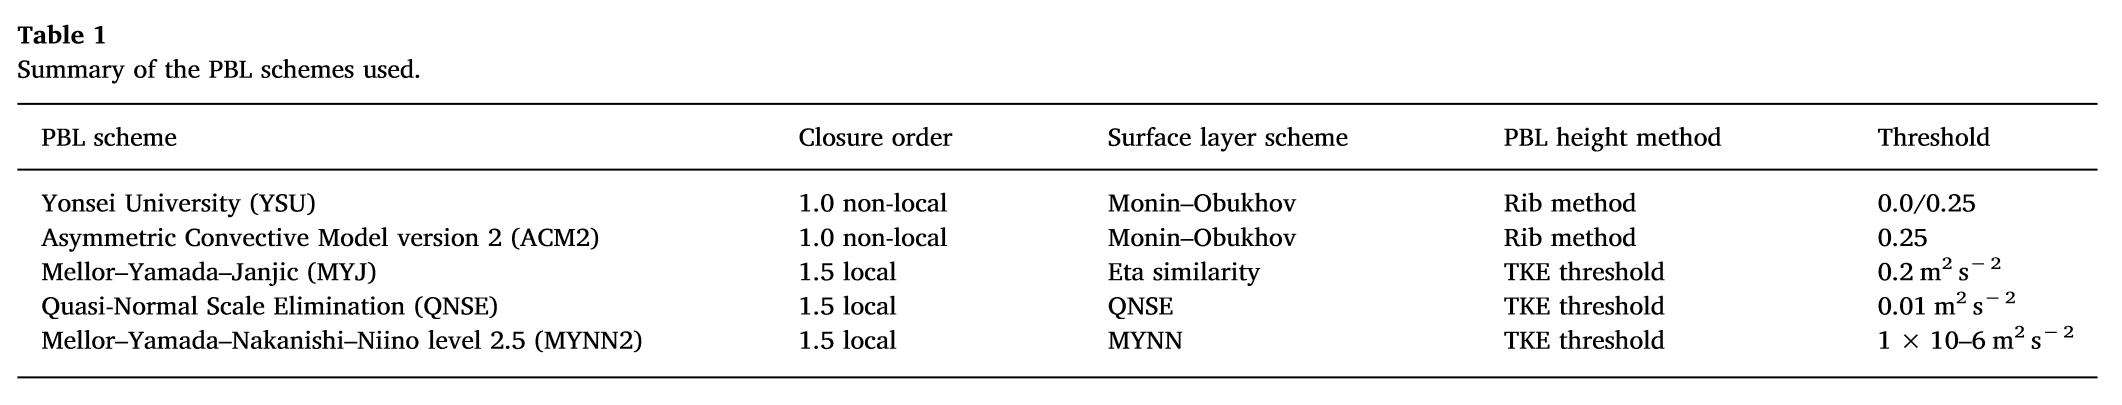 Table 1
Summary of the PBL schemes used.
PBL scheme Closure order Surface layer scheme PBL height method Threshold
Yonsei University (YSU) 1.0 non-local Monin–Obukhov Rib method 0.0/0.25
Asymmetric Convective Model version 2 (ACM2) 1.0 non-local Monin–Obukhov Rib method 0.25
Mellor–Yamada–Janjic (MYJ) 1.5 local Eta similarity TKE threshold 0.2 m² s⁻²
Quasi-Normal Scale Elimination (QNSE) 1.5 local QNSE TKE threshold 0.01 m² s⁻²
Mellor–Yamada–Nakanishi–Niino level 2.5 (MYNN2) 1.5 local MYNN TKE threshold 1 × 10–6 m² s⁻²